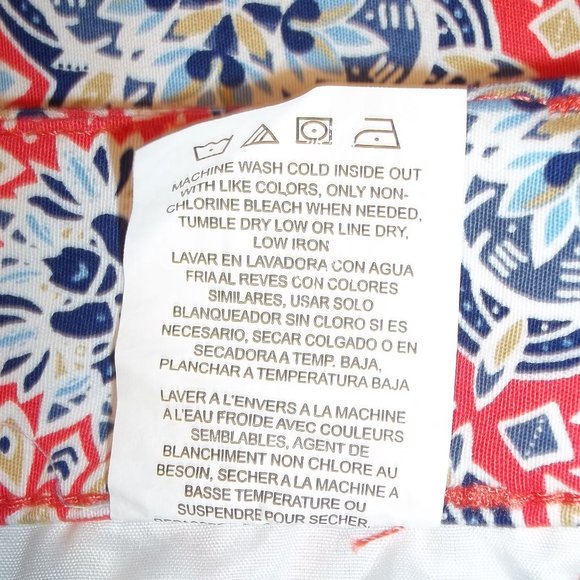 MACHINE WASH COLD INSIDE OUT
WITH LIKE COLORS, ONLY NON-
CHLORINE BLEACH WHEN NEEDED,
TUMBLE DRY LOW OR LINE DRY,
LOW IRON
LAVAR EN LAVADORA CON AGUA
FRIA AL REVES CON COLORES
SIMILARES, USAR SOLO
BLANQUEADOR SIN CLORO SI ES
NECESARIO, SECAR COLGADO O EN
SECADORA A TEMP. BAJA,
PLANCHAR A TEMPERATURA BAJA
LAVER A L'ENVERS A LA MACHINE
A L'EAU FROIDE AVEC COULEURS
SEMBLABLES, AGENT DE
BLANCHIMENT NON CHLORE AU
BESOIN, SECHER A LA MACHINE A
BASSE TEMPERATURE OU
SUSPENDRE POUR SECHER,